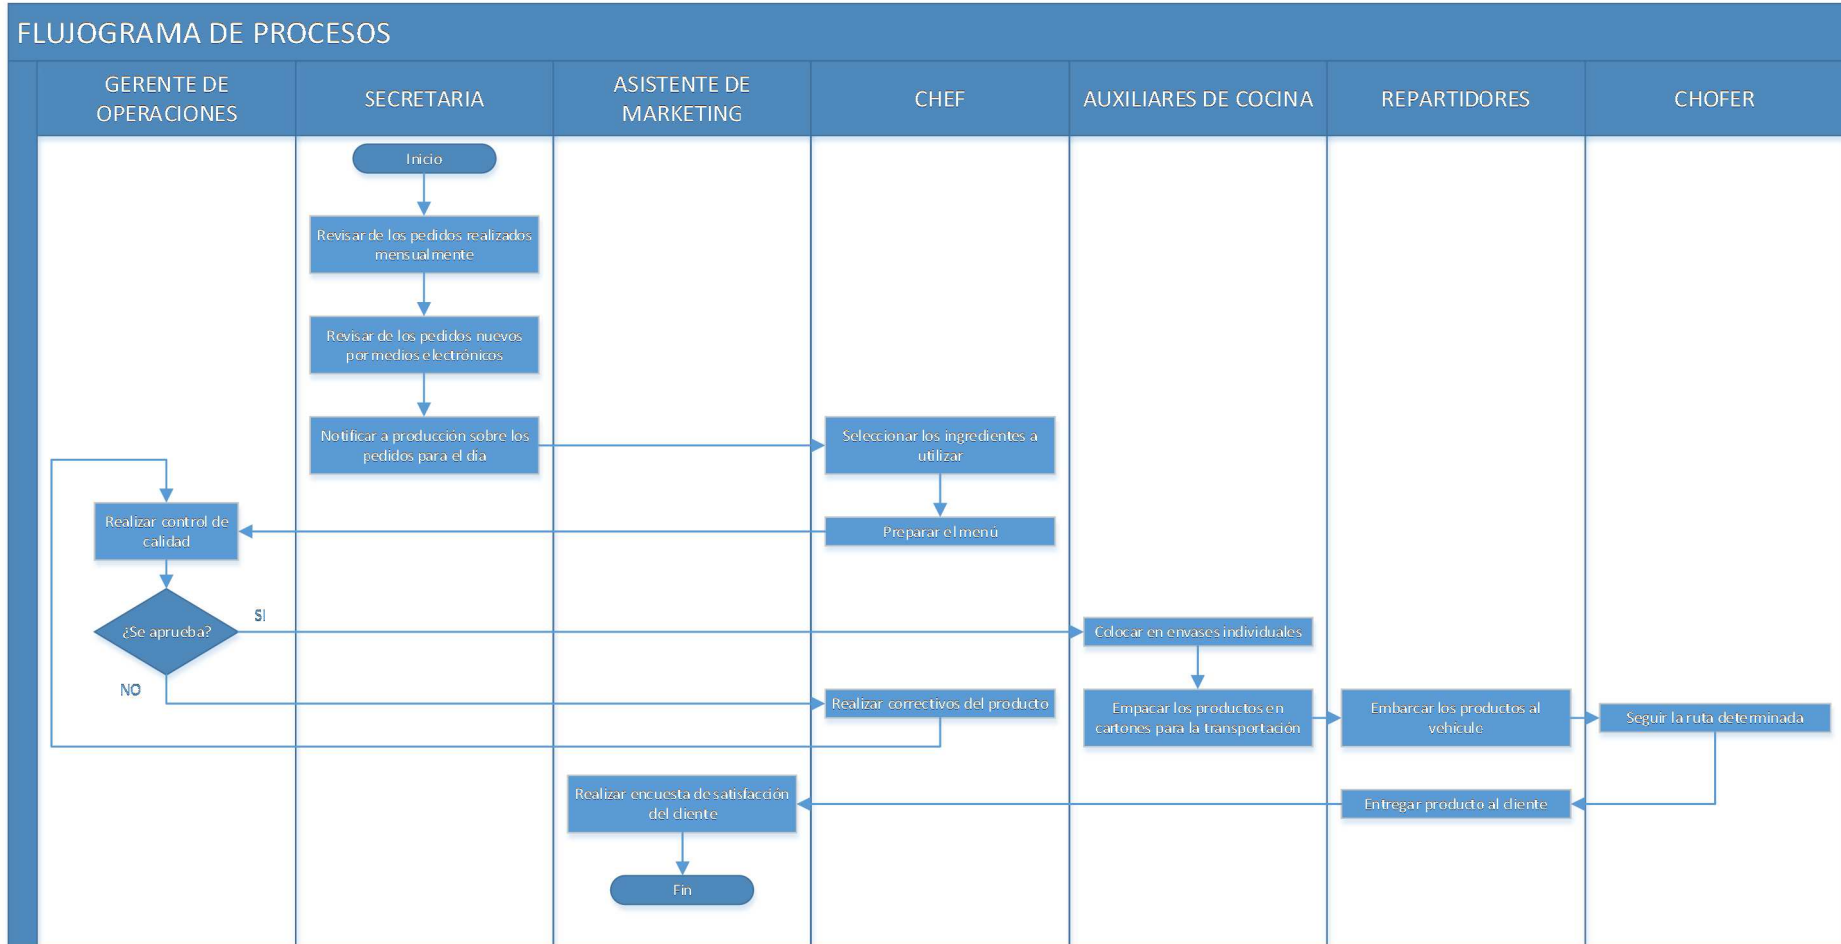 FLUJOGRAMA DE PROCESOS
GERENTE DE
OPERACIONES
SECRETARIA
ASISTENTE DE
MARKETING
CHEF
AUXILIARES DE COCINA
REPARTIDORES
CHOFER
Inicio
Revisar de los pedidos realizados
mensualmente
Revisar de los pedidos nuevos
por medios electrónicos
Notificar a producción sobre los
pedidos para el día
Seleccionar los ingredientes a
utilizar
Realizar control de
calidad
Preparar el menú
¿Se aprueba?
SI
Colocar en envases individuales
NO
Realizar correctivos del producto
Empacar los productos en
cartones para la transportación
Embarcar los productos al
vehículo
Seguir la ruta determinada
Realizar encuesta de satisfacción
del cliente
Entregar producto al cliente
Fin